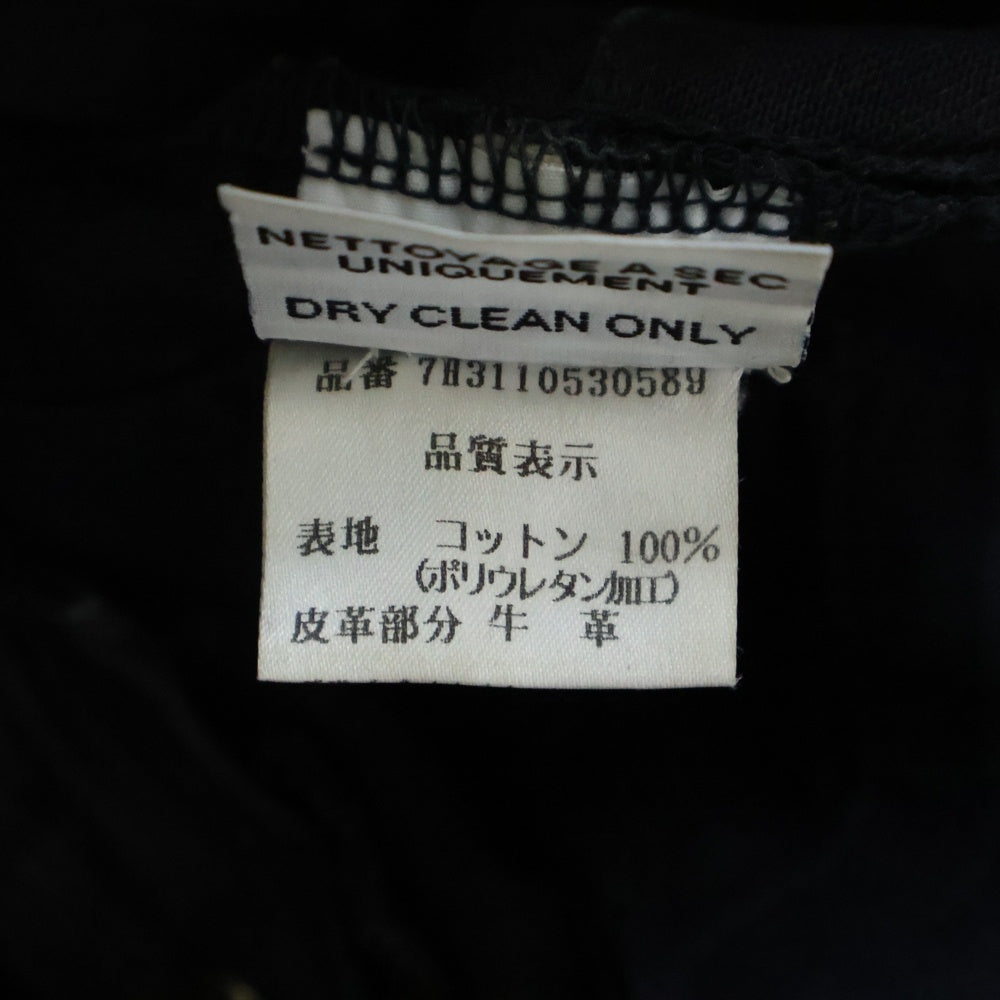 NETTOYAGE A SEC
UNIQUEMENT
DRY CLEAN ONLY
品番 7H3110530589
品質表示
表地 コットン 100%
(ポリウレタン加工)
皮革部分 牛 革